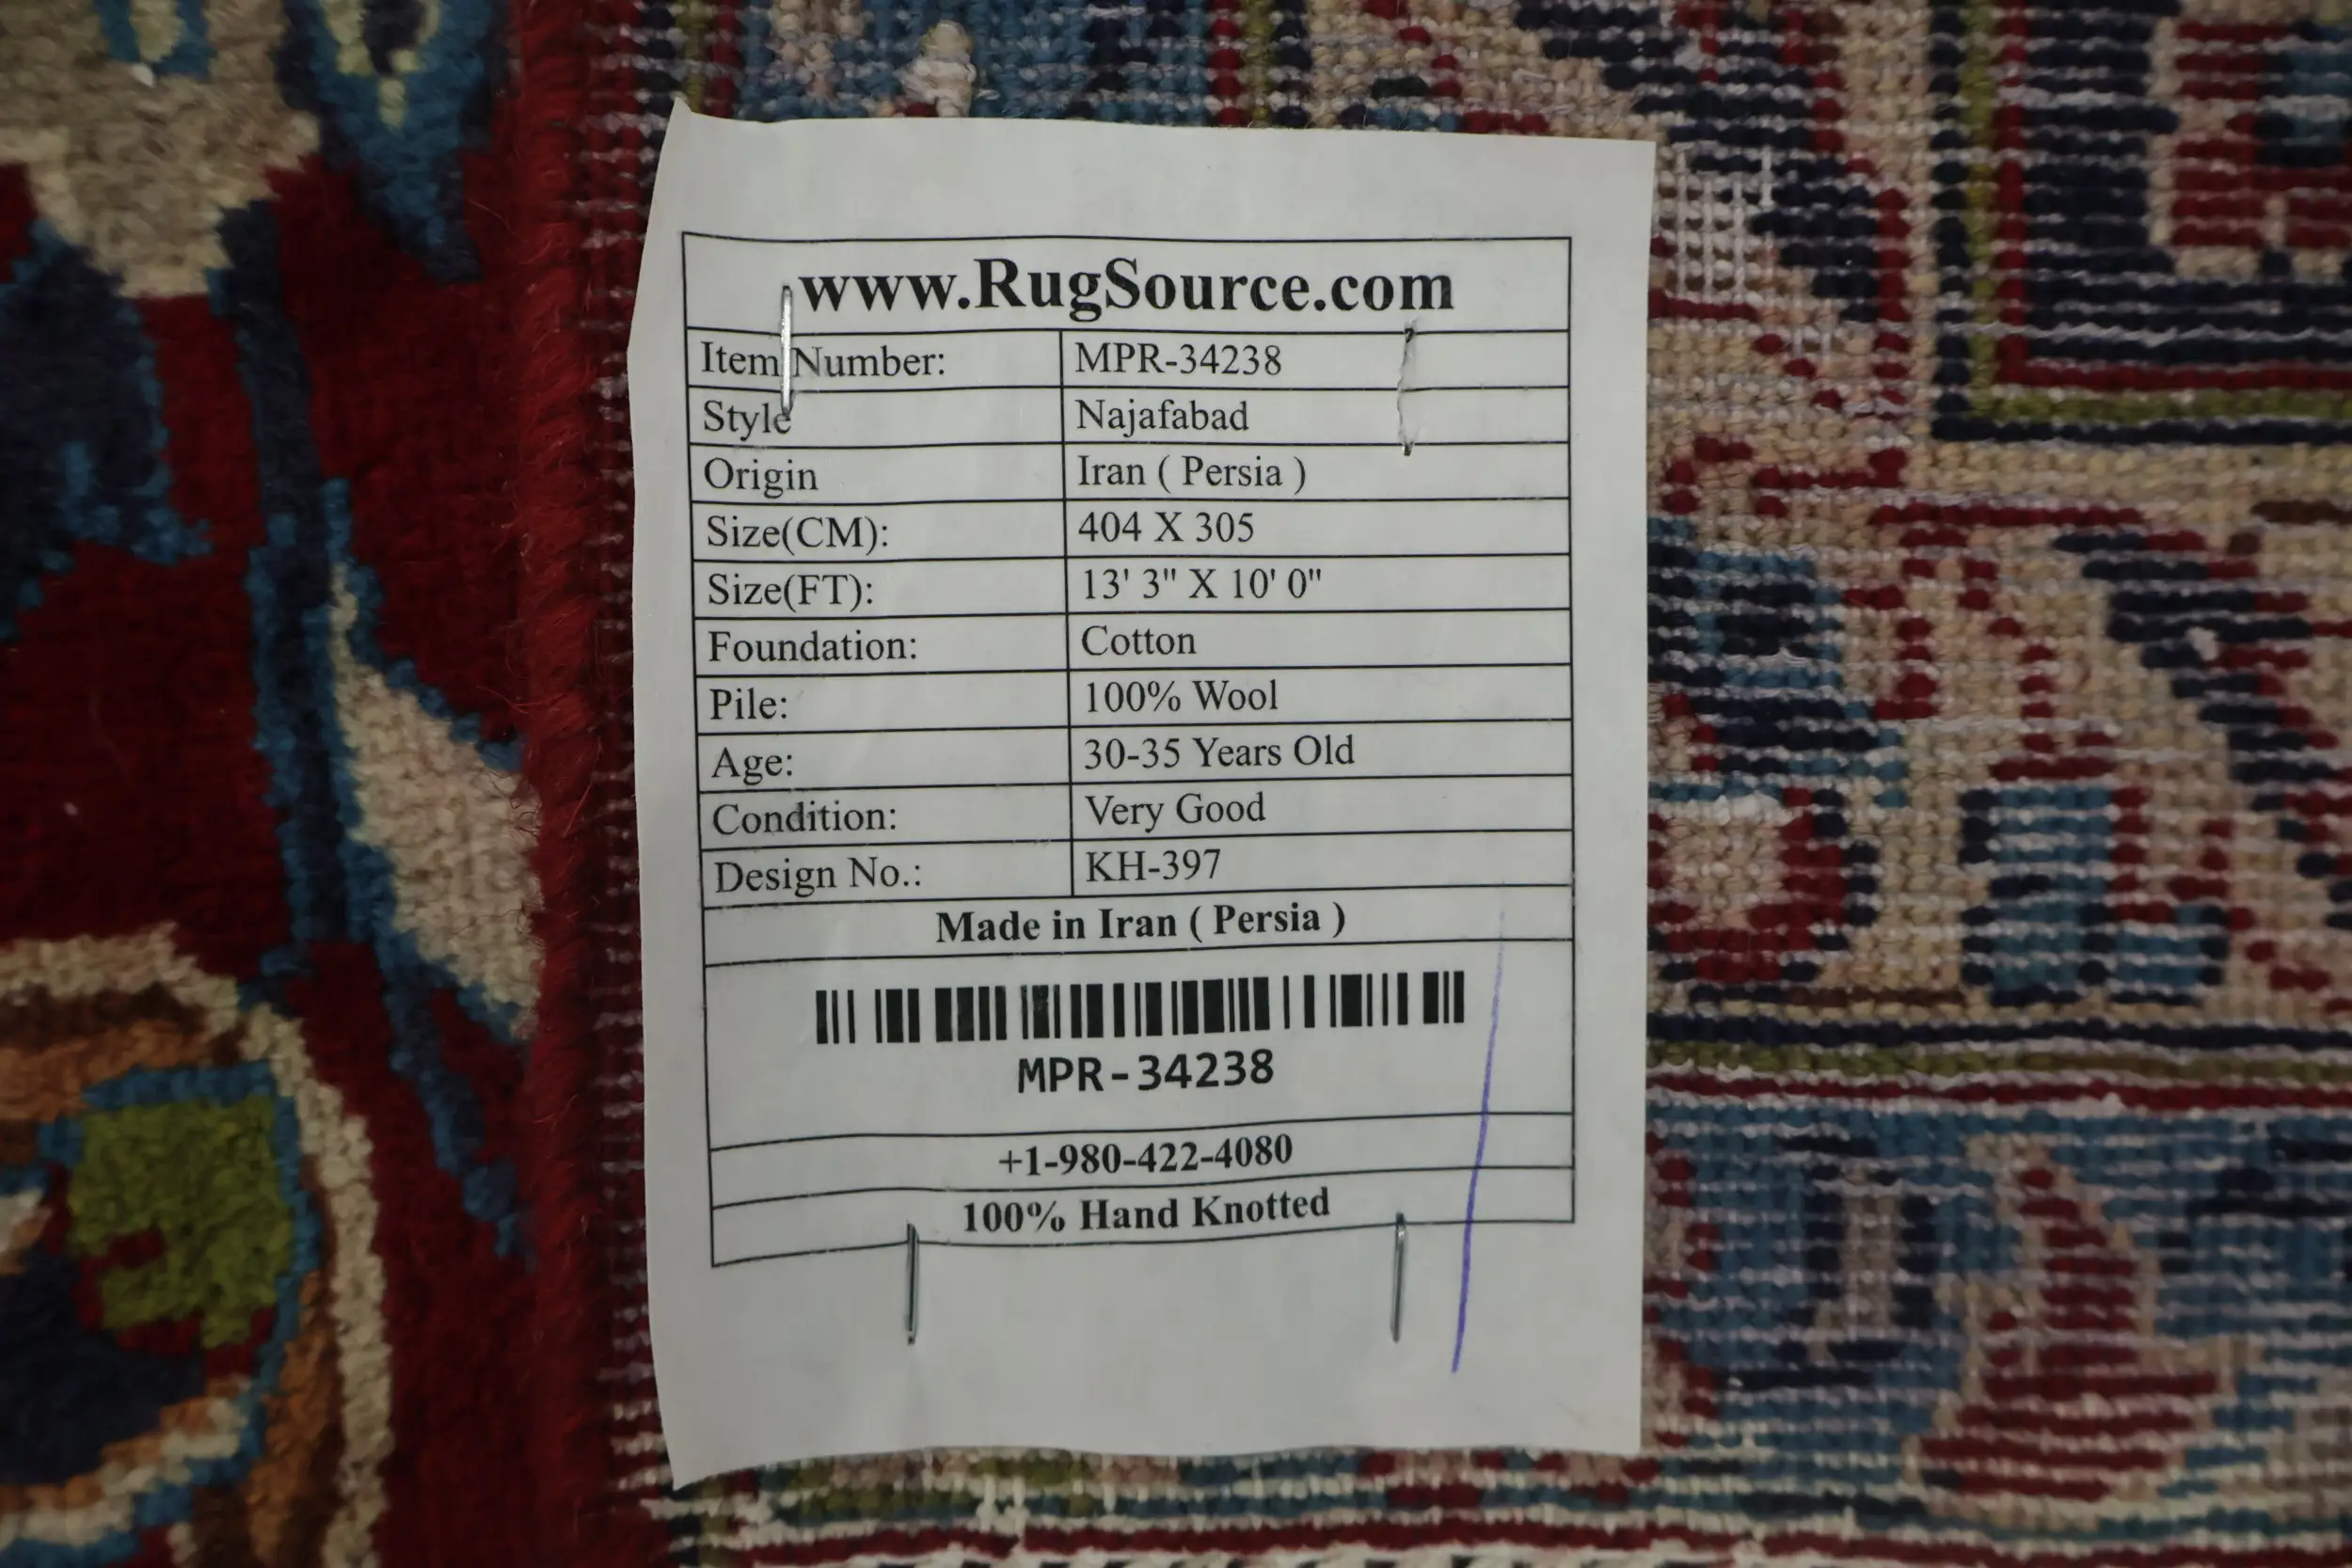 www.RugSource.com
Item Number: MPR-34238
Style Najafabad
Origin Iran ( Persia )
Size(CM): 404 X 305
Size(FT): 13' 3" X 10' 0"
Foundation: Cotton
Pile: 100% Wool
Age: 30-35 Years Old
Condition: Very Good
Design No.: KH-397
Made in Iran ( Persia )
MPR-34238
+1-980-422-4080
100% Hand Knotted